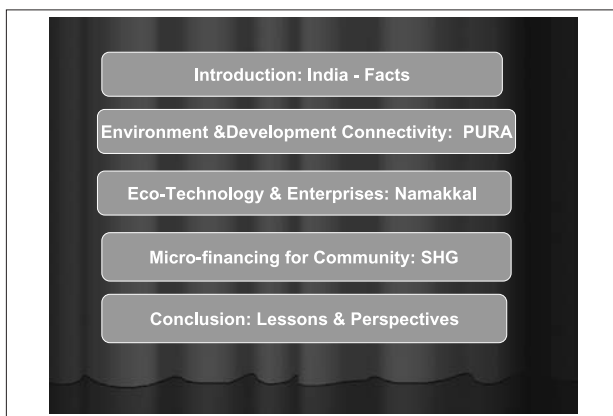 Introduction: India - Facts
Environment &Development Connectivity: PURA
Eco-Technology & Enterprises: Namakkal
Micro-financing for Community: SHG
Conclusion: Lessons & Perspectives